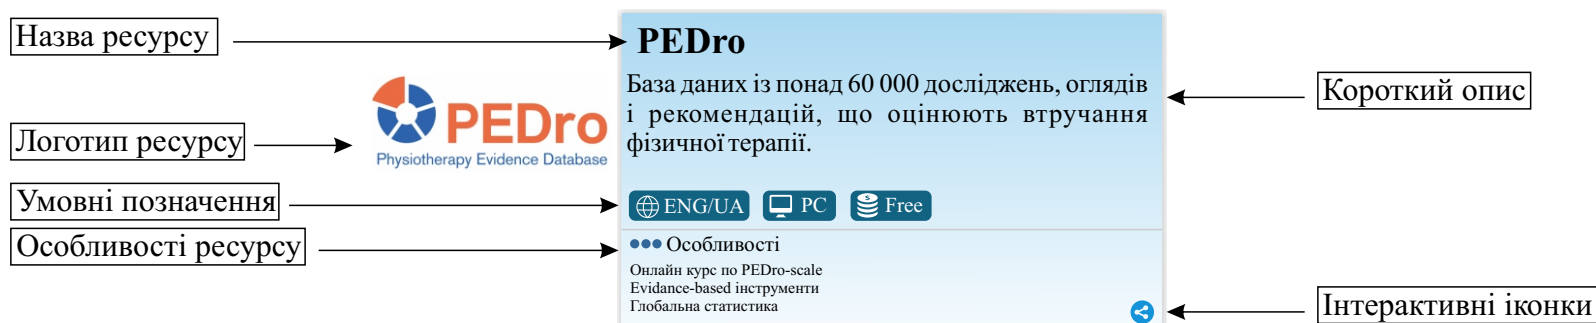 Назва ресурсу
PEDro
База даних із понад 60 000 досліджень, оглядів
і рекомендацій, що оцінюють втручання
фізичної терапії.
Короткий опис
PEDro
Physiotherapy Evidence Database
Логотип ресурсу
Умовні позначення
ENG/UA PC Free
Особливості ресурсу
Особливості
Онлайн курс по PEDro-scale
Evidance-based інструменти
Глобальна статистика
Інтерактивні іконки